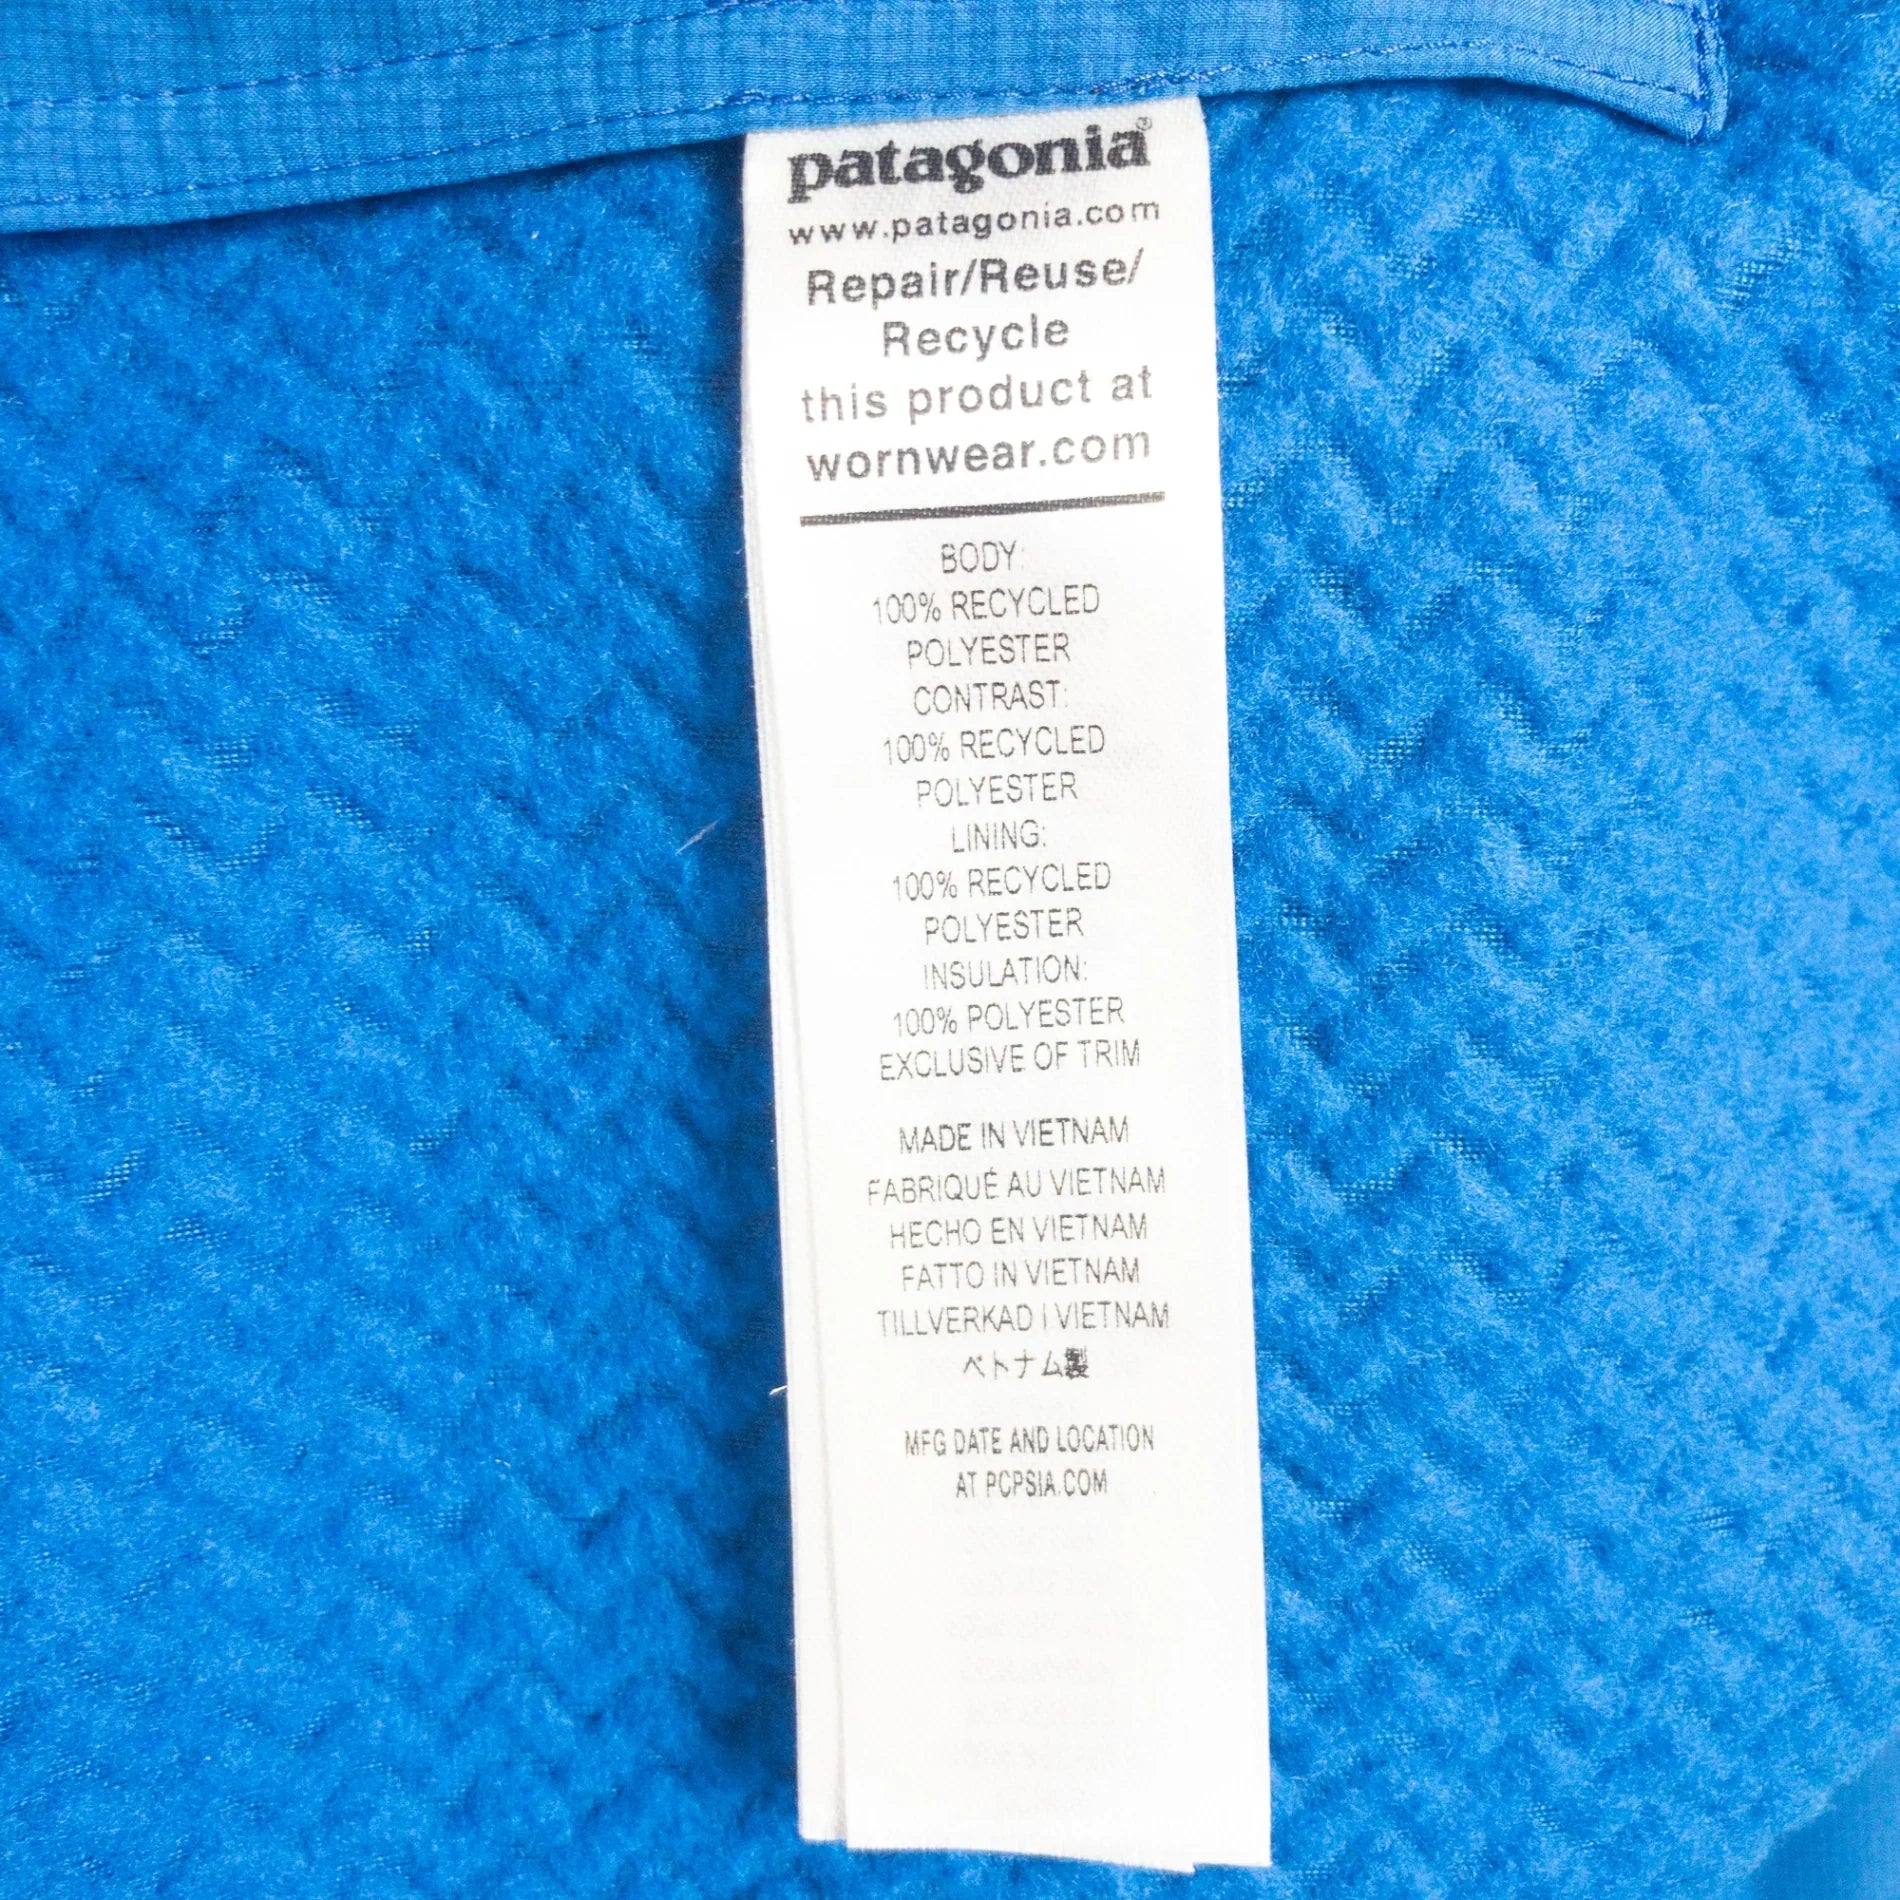 patagonia®
www.patagonia.com
Repair/Reuse/
Recycle
this product at
wornwear.com
BODY:
100% RECYCLED
POLYESTER
CONTRAST:
100% RECYCLED
POLYESTER
LINING:
100% RECYCLED
POLYESTER
INSULATION:
100% POLYESTER
EXCLUSIVE OF TRIM
MADE IN VIETNAM
FABRIQUÉ AU VIETNAM
HECHO EN VIETNAM
FATTO IN VIETNAM
TILLVERKAD I VIETNAM
ベトナム製
MFG DATE AND LOCATION
AT PCPSIA.COM